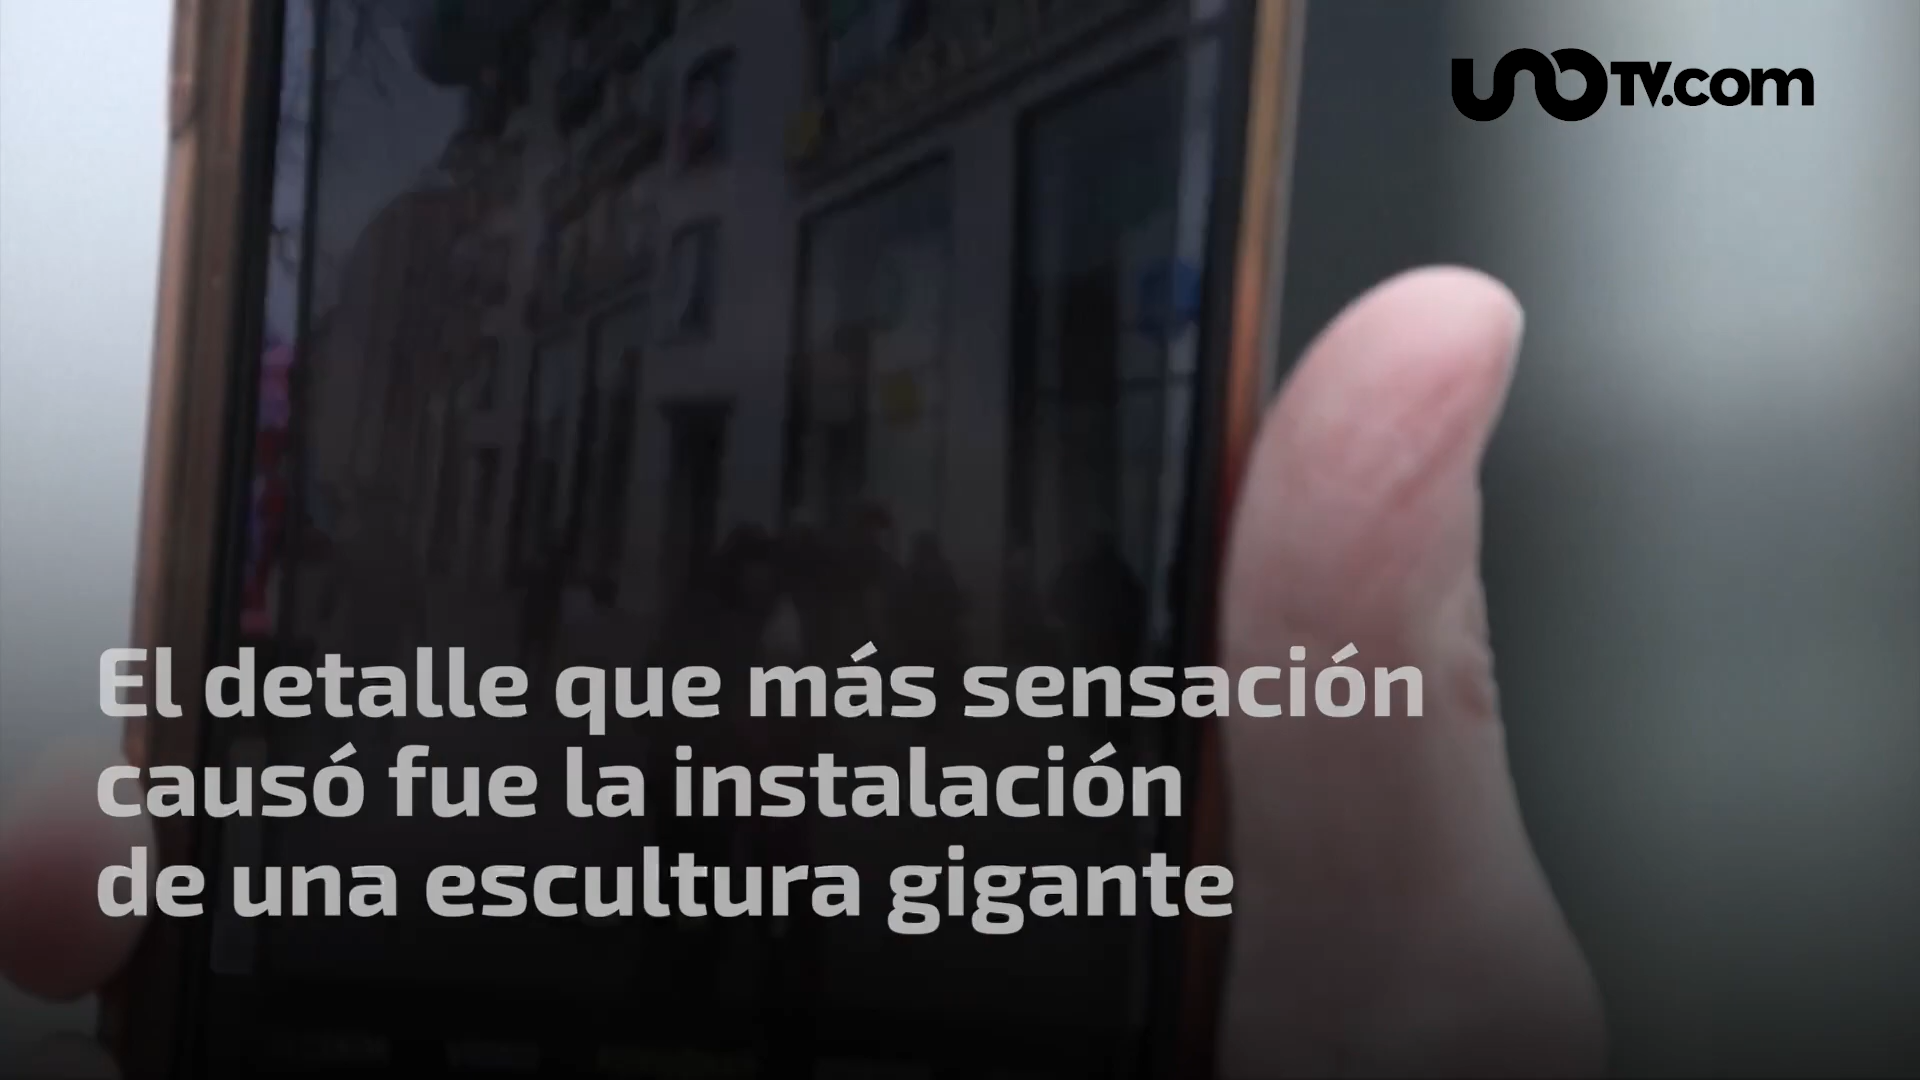 UNOTV.com
El detalle que más sensación
causó fue la instalación
de una escultura gigante